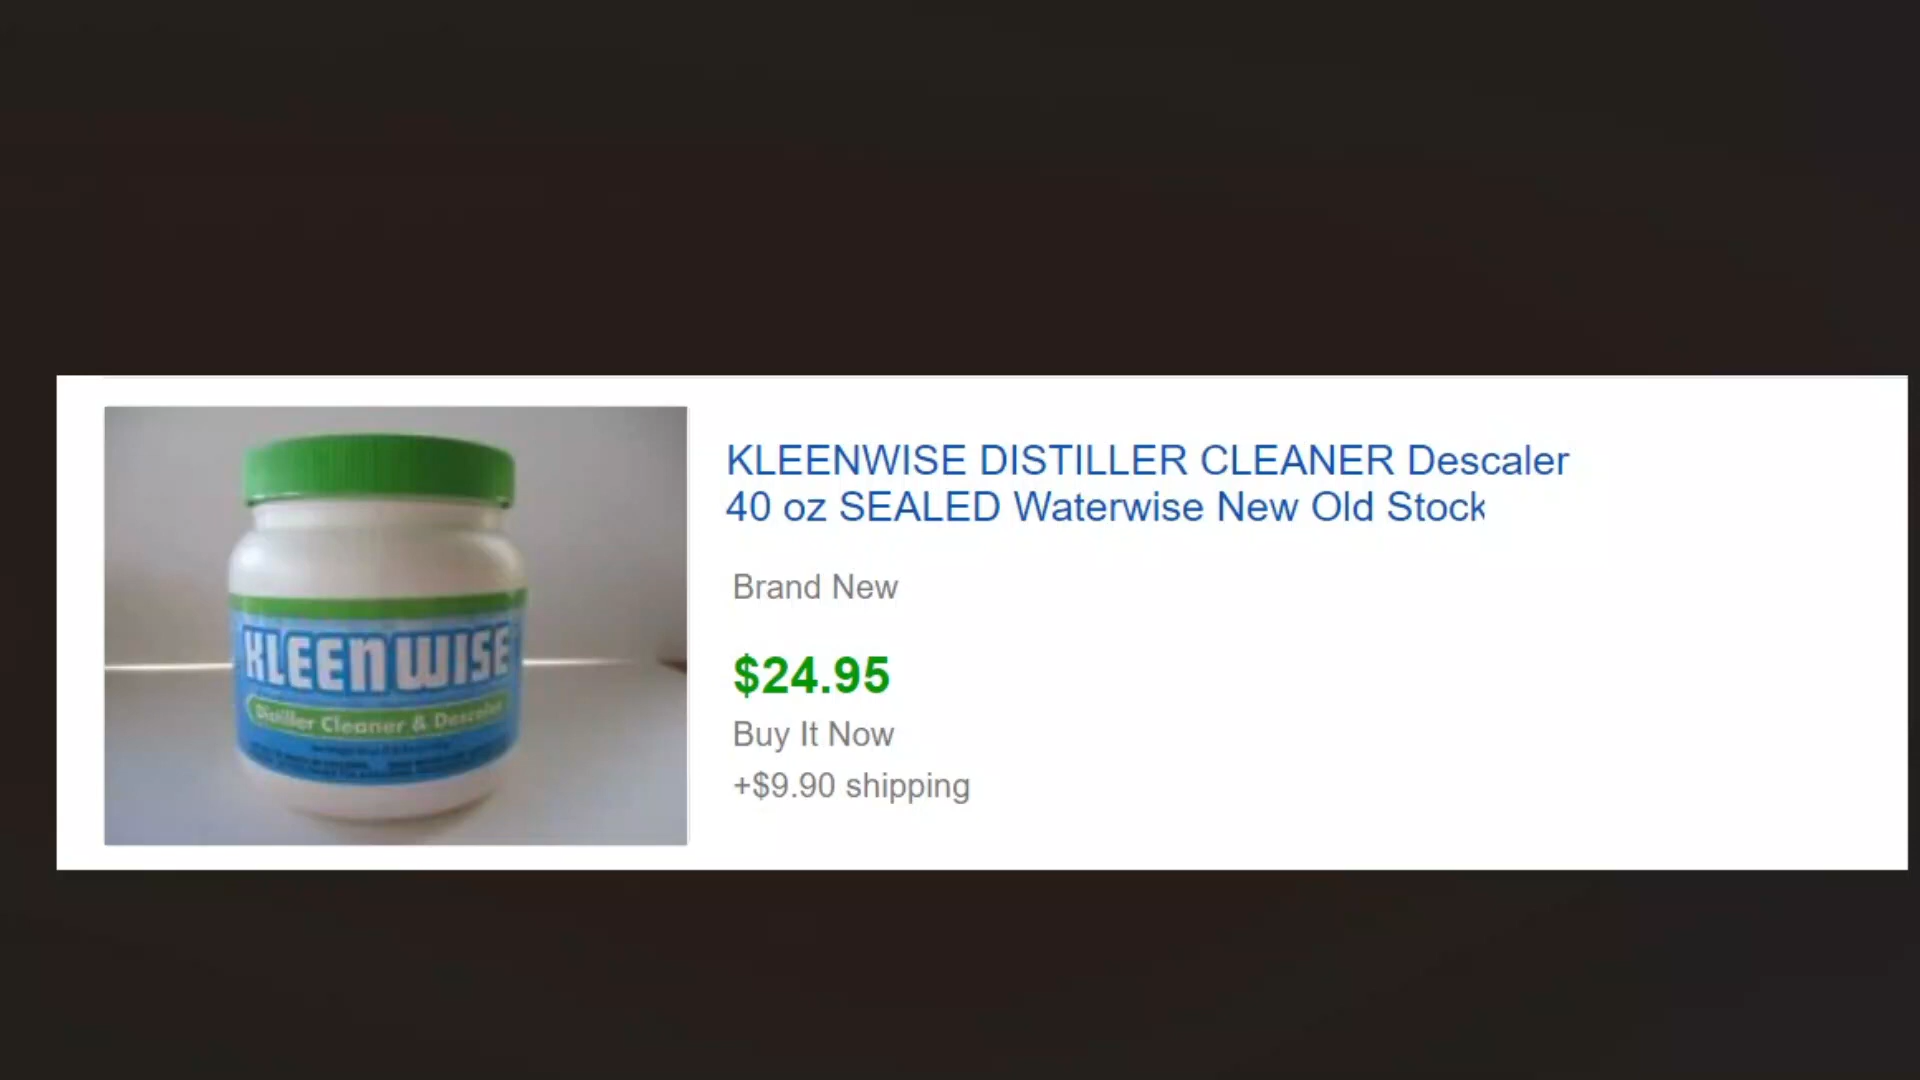 KLEENWISE DISTILLER CLEANER Descaler
40 oz SEALED Waterwise New Old Stock
Brand New
$24.95
Buy It Now
+$9.90 shipping
KLEENWISE
Distiller Cleaner & Descaler